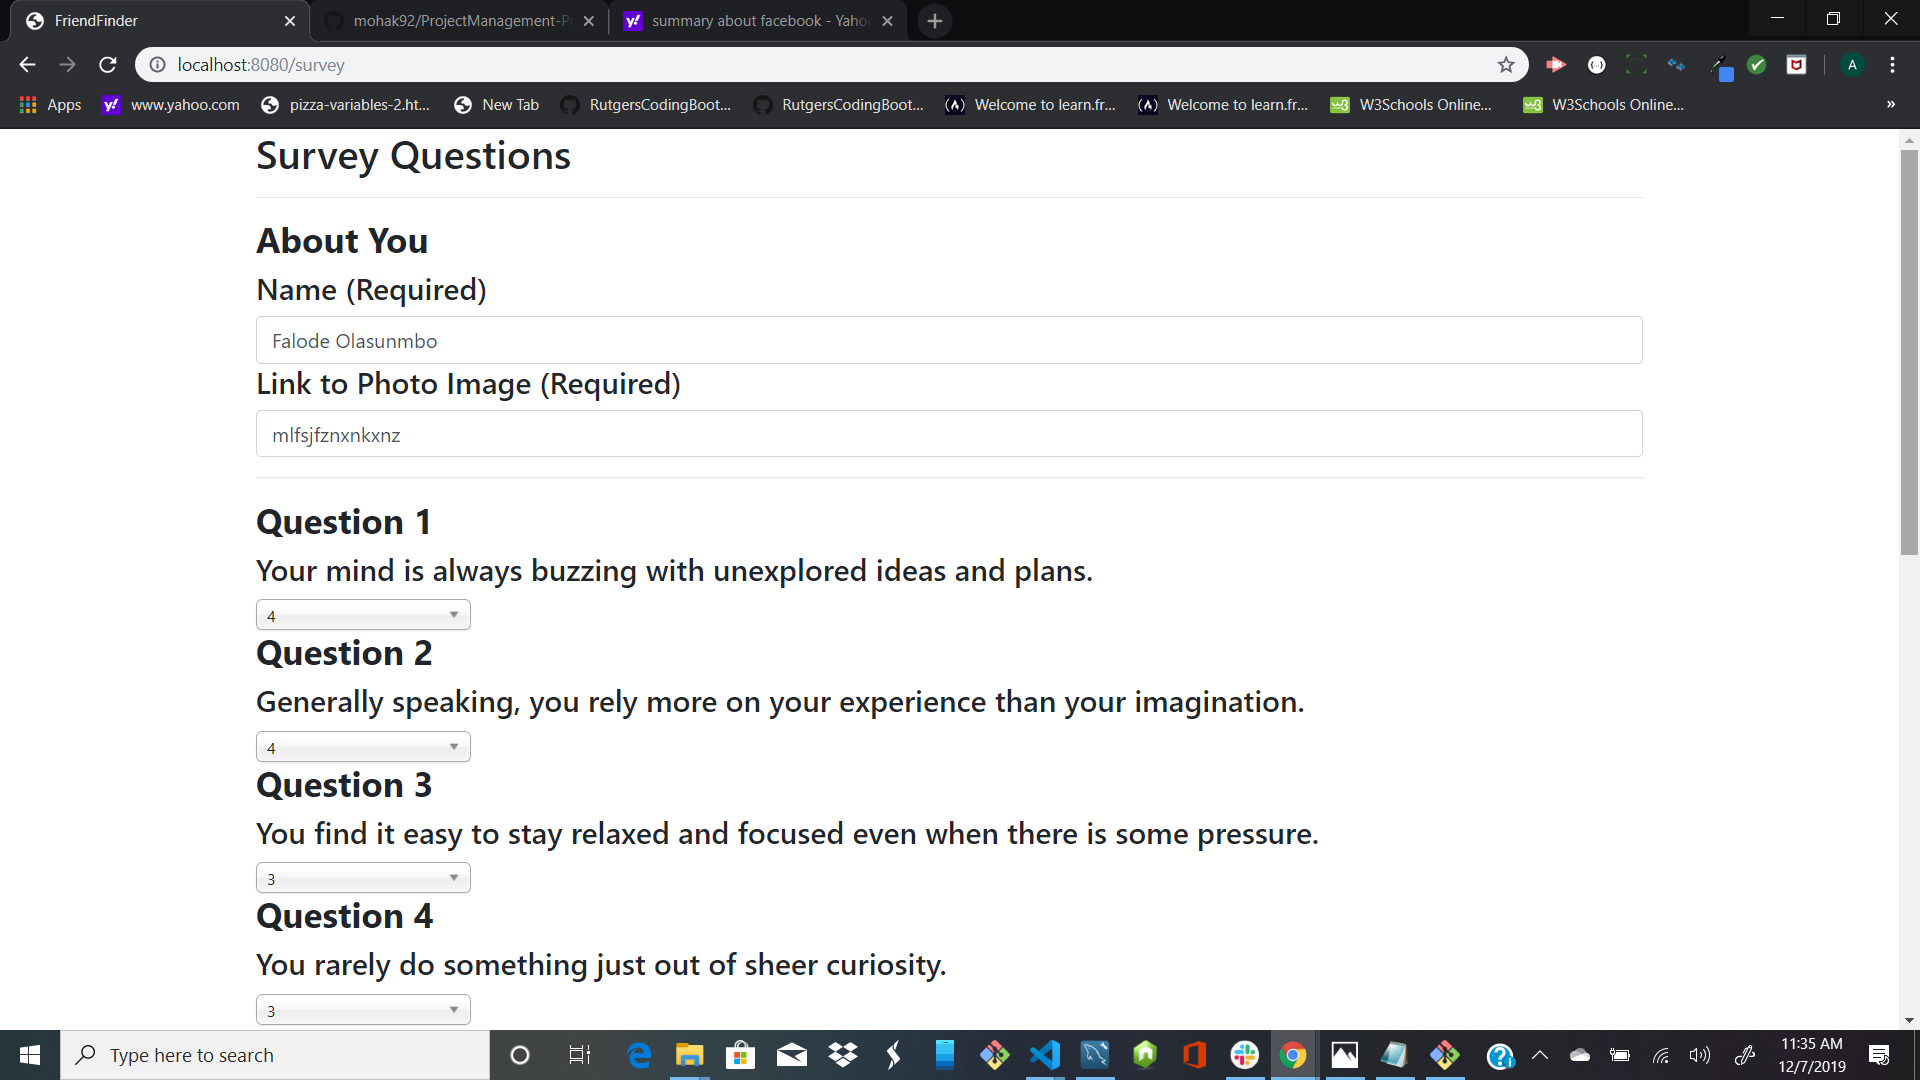 FriendFinder
mohak92/ProjectManagement-P
summary about facebook - Yaho
localhost:8080/survey
A
Apps
www.yahoo.com
pizza-variables-2.ht...
New Tab
RutgersCodingBoot...
RutgersCodingBoot...
Welcome to learn.fr...
Welcome to learn.fr...
W3Schools Online...
W3Schools Online...
Survey Questions
About You
Name (Required)
Falode Olasunmbo
Link to Photo Image (Required)
mlfsjfznxnkxnz
Question 1
Your mind is always buzzing with unexplored ideas and plans.
4
Question 2
Generally speaking, you rely more on your experience than your imagination.
4
Question 3
You find it easy to stay relaxed and focused even when there is some pressure.
3
Question 4
You rarely do something just out of sheer curiosity.
3
Type here to search
11:35 AM
12/7/2019